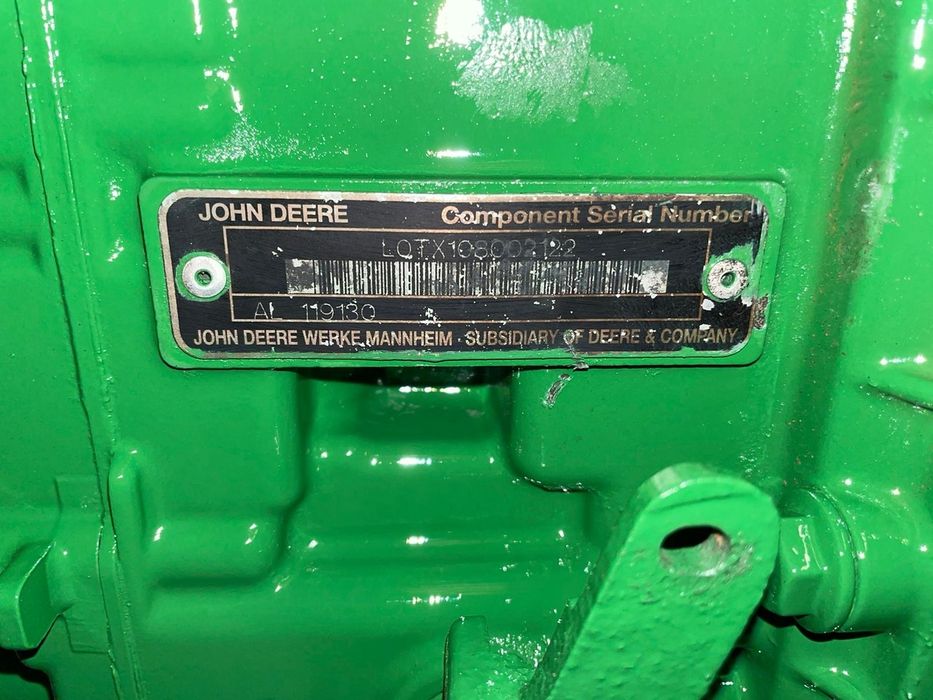 JOHN DEERE Component Serial Number
LQTX108002122
AL 119130
JOHN DEERE WERKE MANNHEIM · SUBSIDIARY OF DEERE & COMPANY